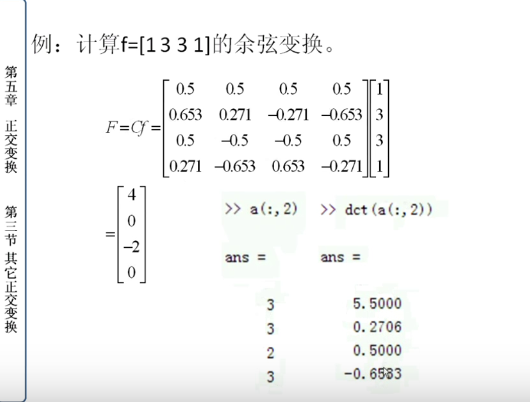 例：计算f=[1 3 3 1]的余弦变换。
第五章 正交变换
第三节 其它正交变换
F=Cf=
0.5 0.5 0.5 0.5 1
0.653 0.271 −0.271 −0.653 3
0.5 −0.5 −0.5 0.5 3
0.271 −0.653 0.653 −0.271 1
=
4
0
−2
0
>> a(:,2)
ans =
3
3
2
3
>> dct(a(:,2))
ans =
5.5000
0.2706
0.5000
-0.6583